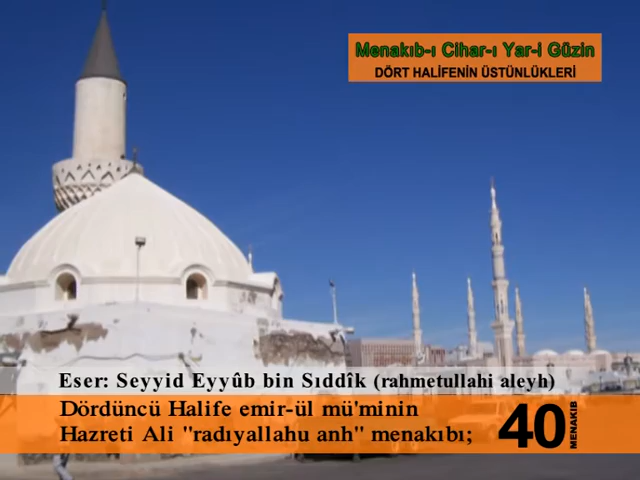 Menakıb-ı Cihar-ı Yar-i Güzin
DÖRT HALİFENİN ÜSTÜNLÜKLERİ
Eser: Seyyid Eyyûb bin Sıddîk (rahmetullahi aleyh)
Dördüncü Halife emir-ül mü'minin
Hazreti Ali "radıyallahu anh" menakıbı;
40
MENAKIB